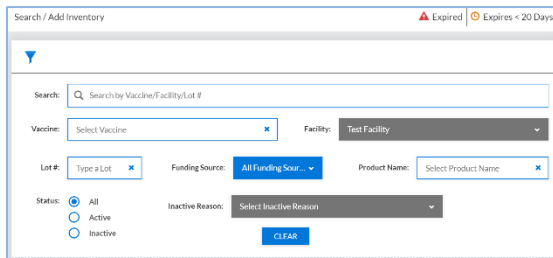 Search / Add Inventory
Expired
Expires < 20 Days
Search: Search by Vaccine/Facility/Lot #
Vaccine: Select Vaccine
Facility: Test Facility
Lot #: Type a Lot
Funding Source: All Funding Sour...
Product Name: Select Product Name
Status: All
Active
Inactive
Inactive Reason: Select Inactive Reason
CLEAR